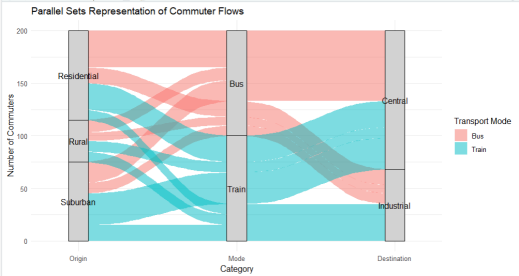 Parallel Sets Representation of Commuter Flows
200
150
100
50
0
Number of Commuters
Residential
Rural
Suburban
Bus
Train
Central
Industrial
Origin
Mode
Destination
Category
Transport Mode
Bus
Train